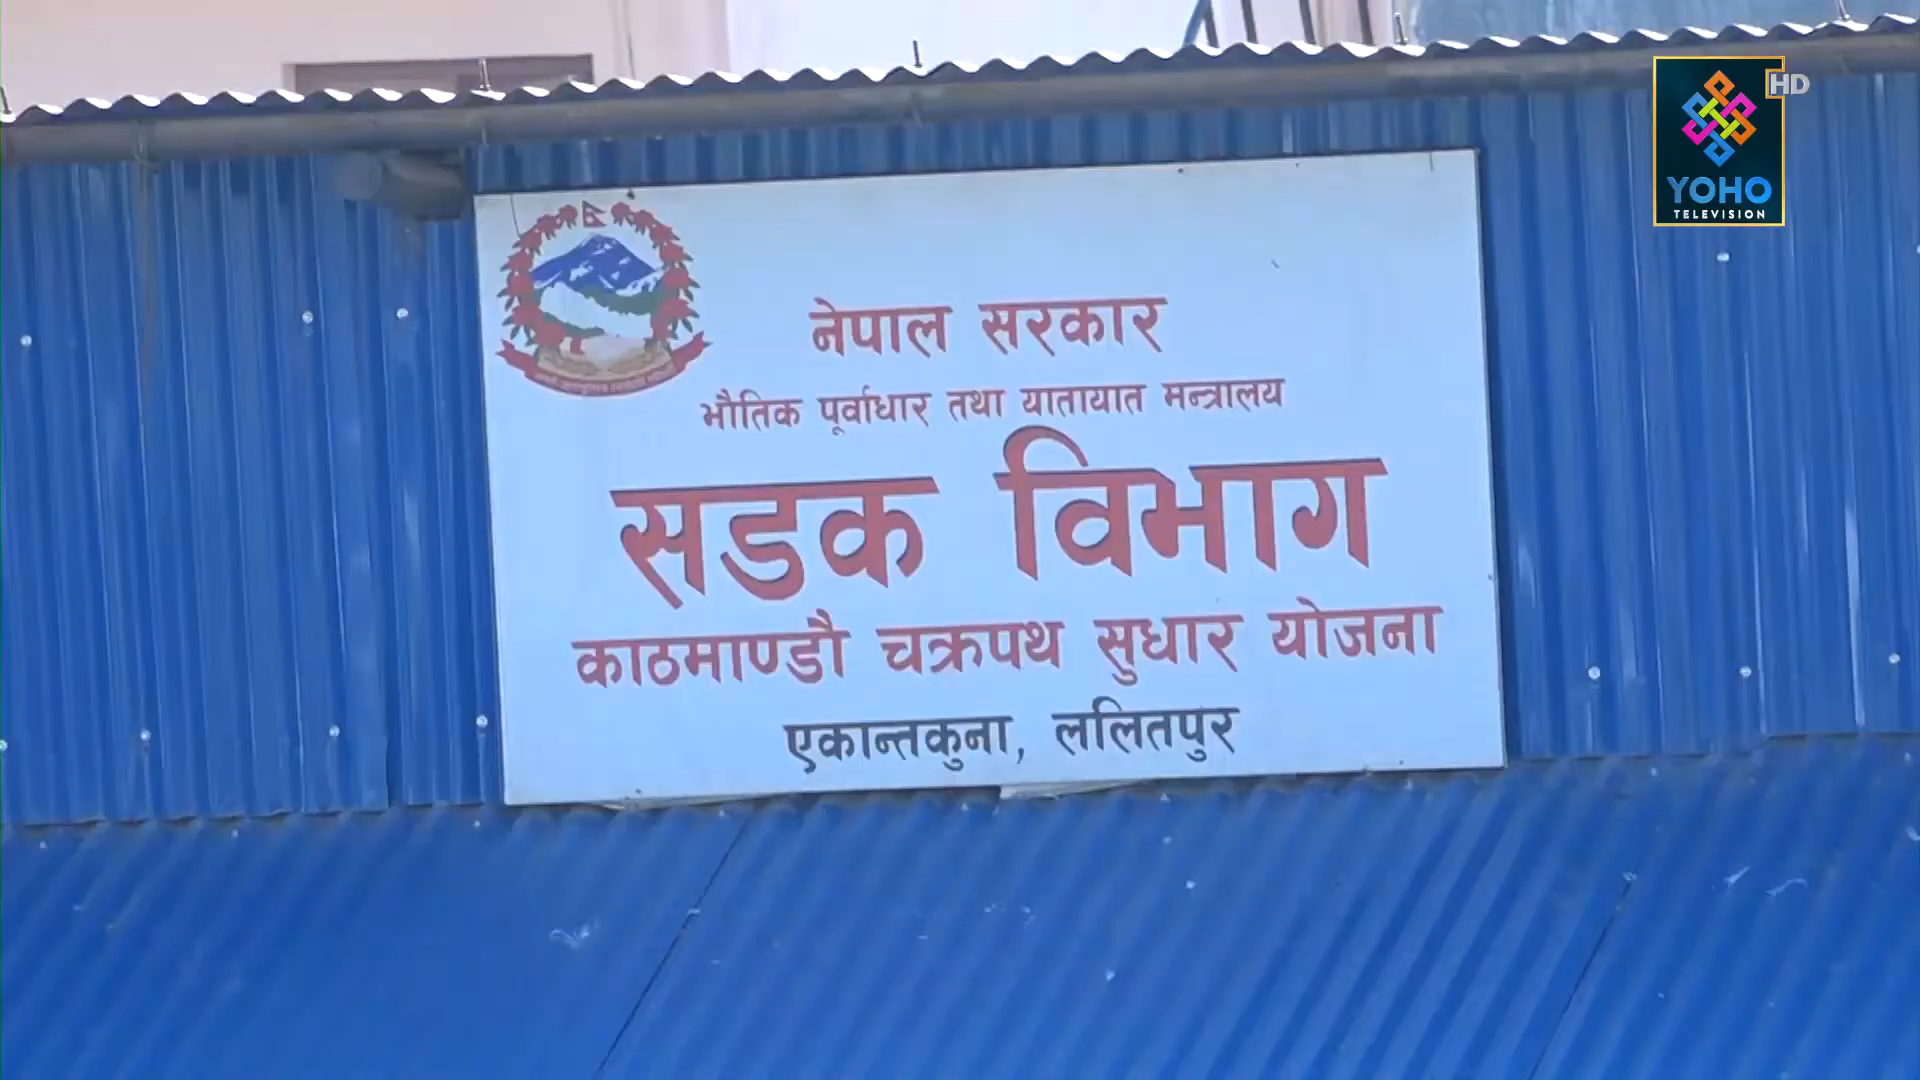 HD
YOHO
TELEVISION
नेपाल सरकार
भौतिक पूर्वाधार तथा यातायात मन्त्रालय
सडक विभाग
काठमाण्डौ चक्रपथ सुधार योजना
एकान्तकुना, ललितपुर